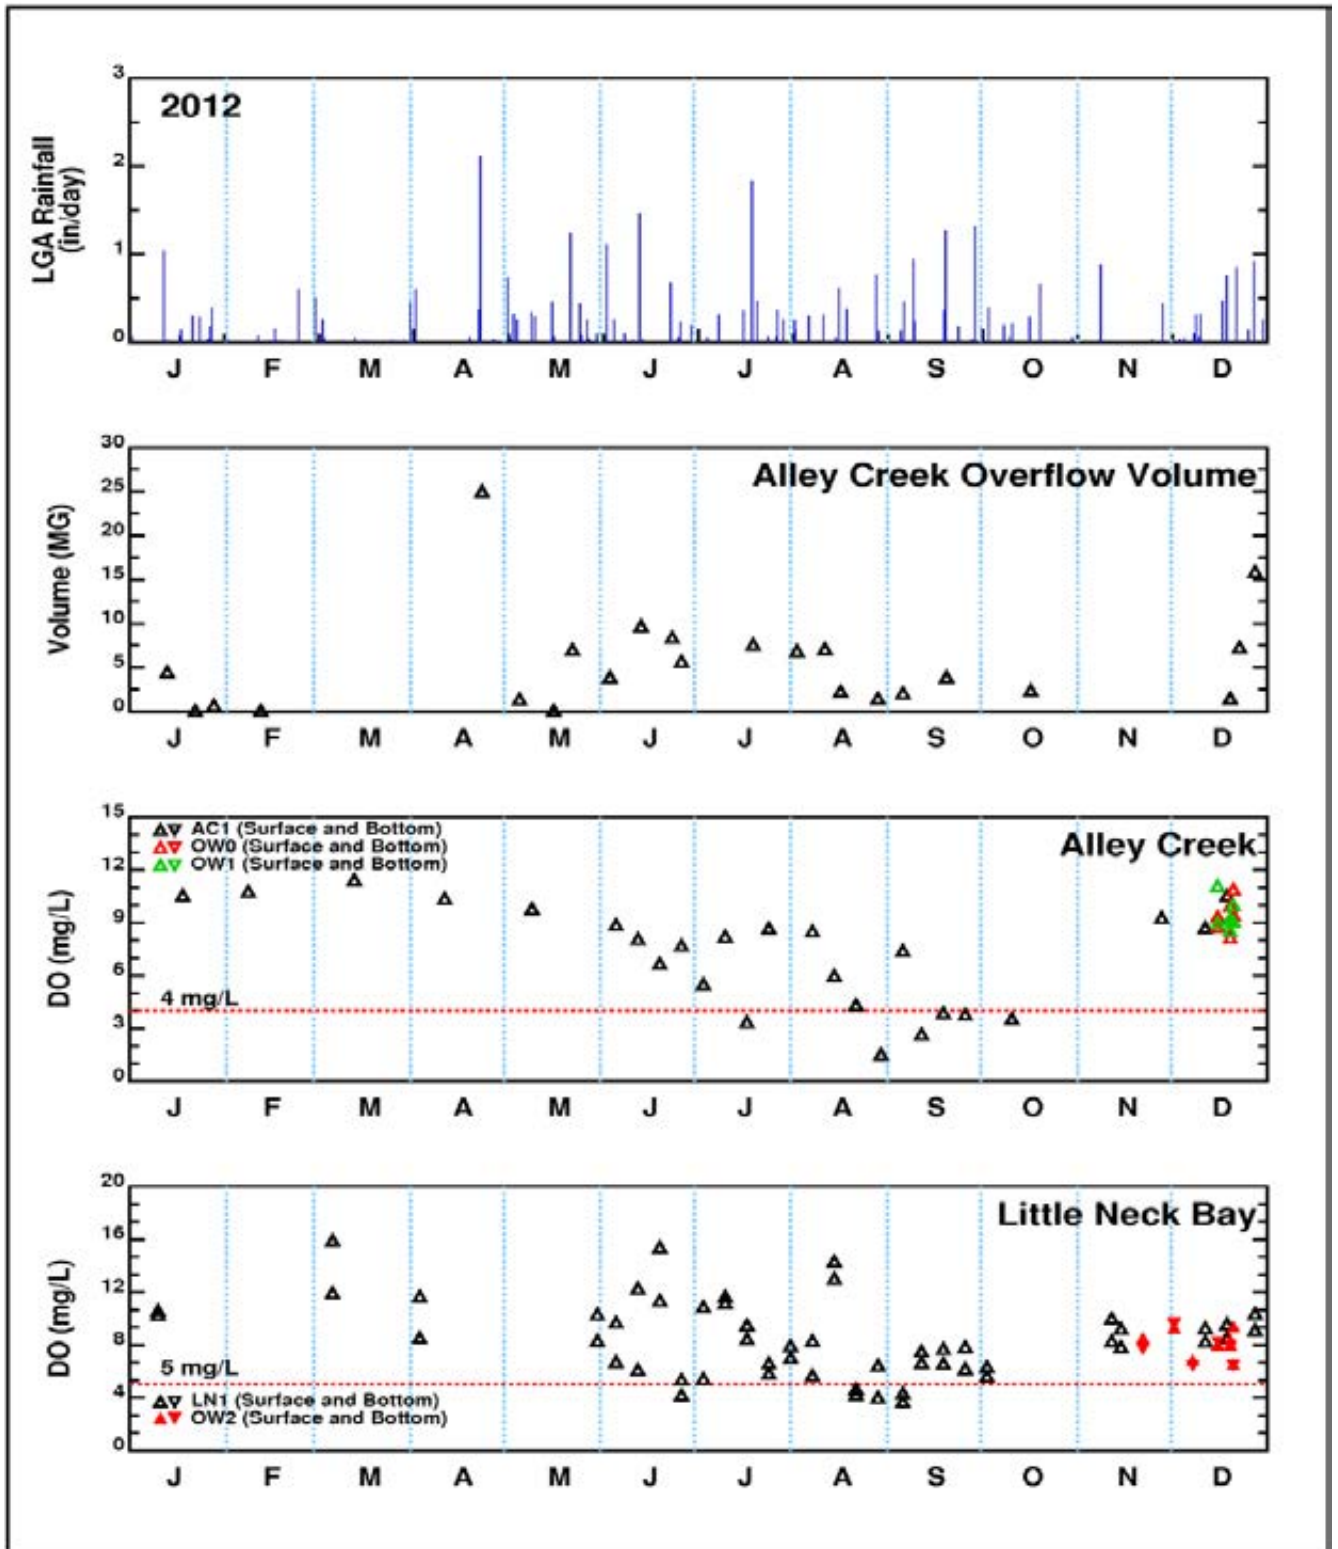 3
2012
2
1
0
LGA Rainfall
(in/day)
J F M A M J J A S O N D
30
Alley Creek Overflow Volume
25
20
15
10
5
0
Volume (MG)
J F M A M J J A S O N D
15
AC1 (Surface and Bottom)
OW0 (Surface and Bottom)
OW1 (Surface and Bottom)
Alley Creek
12
9
6
4 mg/L
3
0
DO (mg/L)
J F M A M J J A S O N D
20
Little Neck Bay
16
12
8
5 mg/L
4
LN1 (Surface and Bottom)
OW2 (Surface and Bottom)
0
DO (mg/L)
J F M A M J J A S O N D